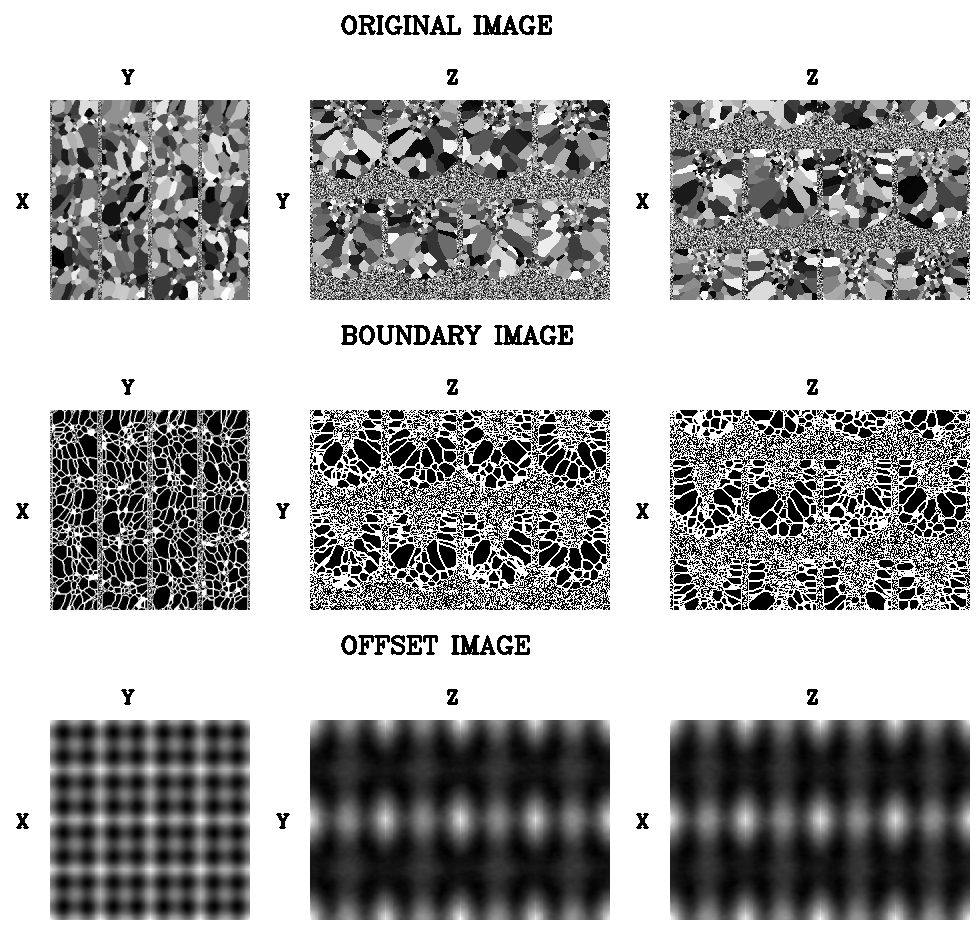 ORIGINAL IMAGE
Y Z Z
X Y X
BOUNDARY IMAGE
Y Z Z
X Y X
OFFSET IMAGE
Y Z Z
X Y X